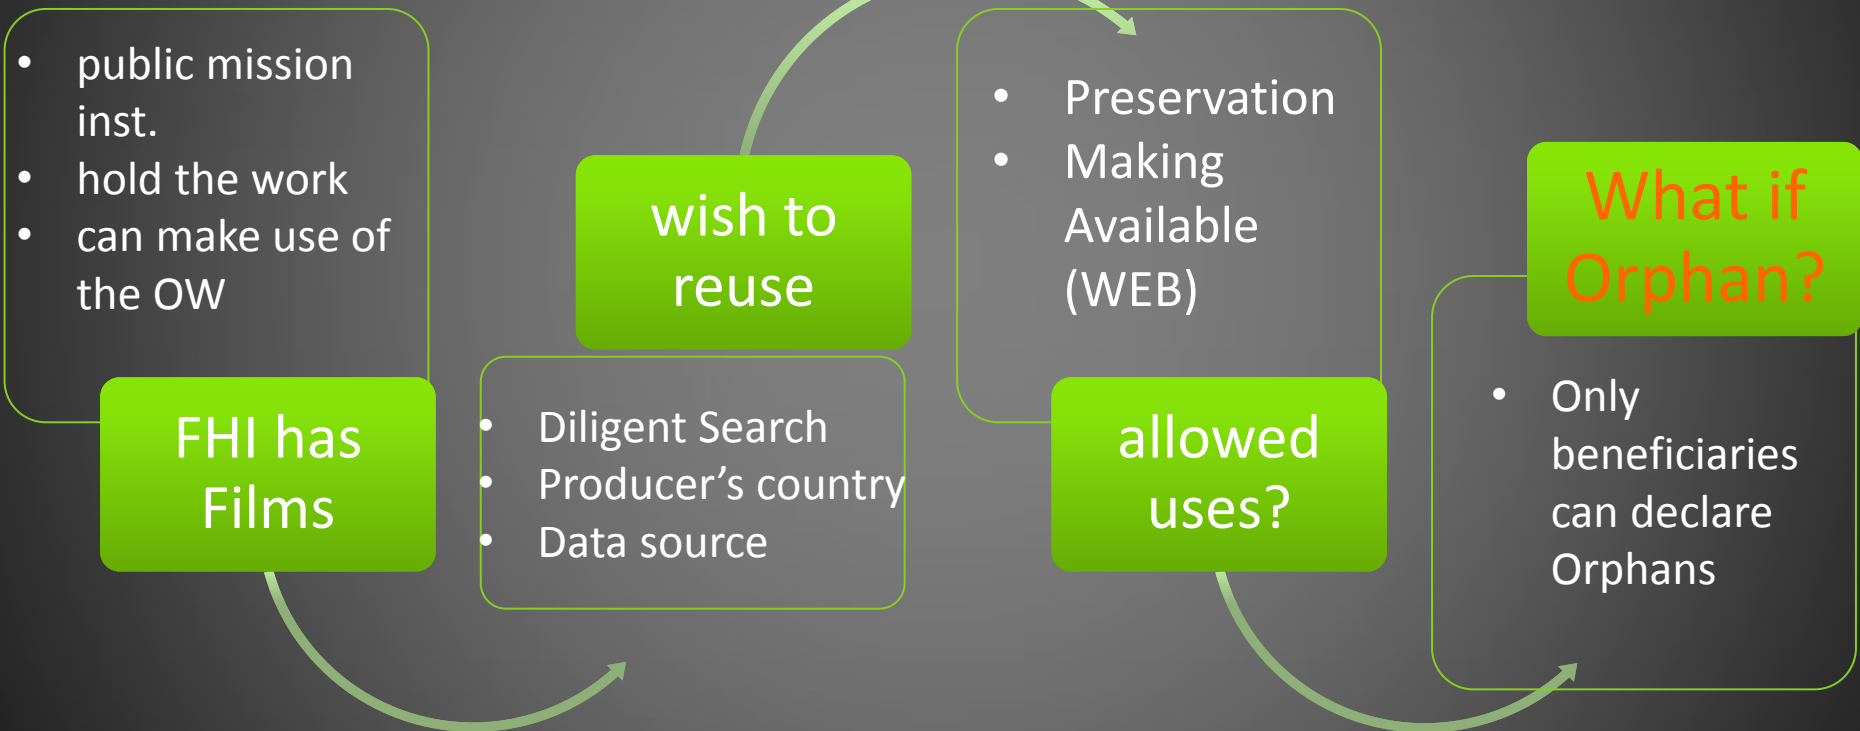 • public mission
inst.
• hold the work
• can make use of
the OW
FHI has
Films
wish to
reuse
• Diligent Search
• Producer’s country
• Data source
• Preservation
• Making
Available
(WEB)
allowed
uses?
What if
Orphan?
• Only
beneficiaries
can declare
Orphans